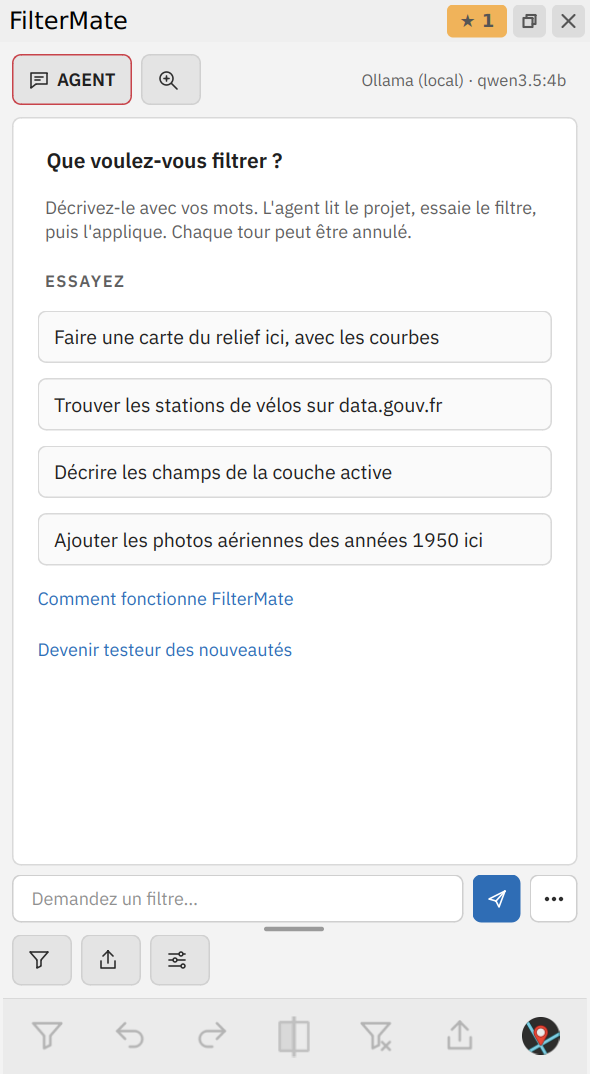 FilterMate
★ 1
AGENT
Ollama (local) · qwen3.5:4b
Que voulez-vous filtrer ?
Décrivez-le avec vos mots. L'agent lit le projet, essaie le filtre,
puis l'applique. Chaque tour peut être annulé.
ESSAYEZ
Faire une carte du relief ici, avec les courbes
Trouver les stations de vélos sur data.gouv.fr
Décrire les champs de la couche active
Ajouter les photos aériennes des années 1950 ici
Comment fonctionne FilterMate
Devenir testeur des nouveautés
Demandez un filtre...